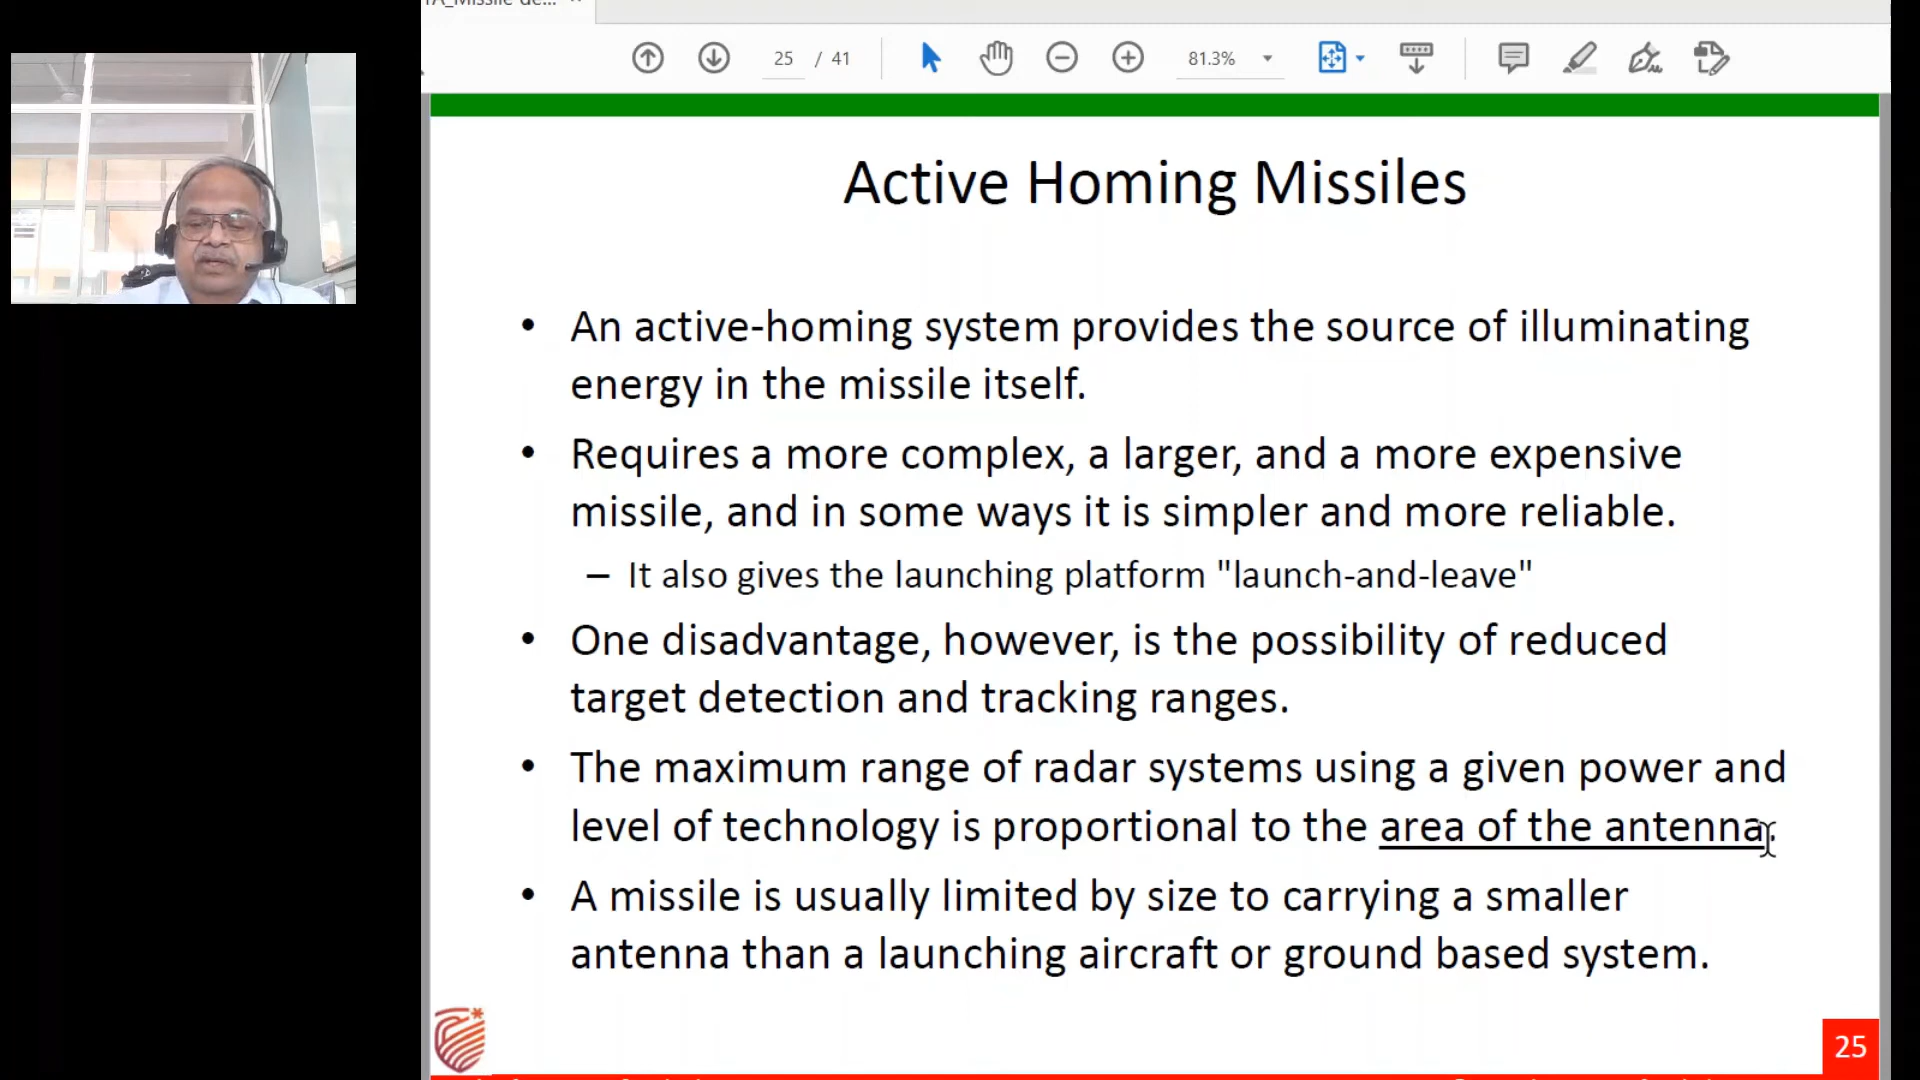 25 / 41
81.3%
Active Homing Missiles
• An active-homing system provides the source of illuminating
energy in the missile itself.
• Requires a more complex, a larger, and a more expensive
missile, and in some ways it is simpler and more reliable.
– It also gives the launching platform "launch-and-leave"
• One disadvantage, however, is the possibility of reduced
target detection and tracking ranges.
• The maximum range of radar systems using a given power and
level of technology is proportional to the area of the antenna.
• A missile is usually limited by size to carrying a smaller
antenna than a launching aircraft or ground based system.
25